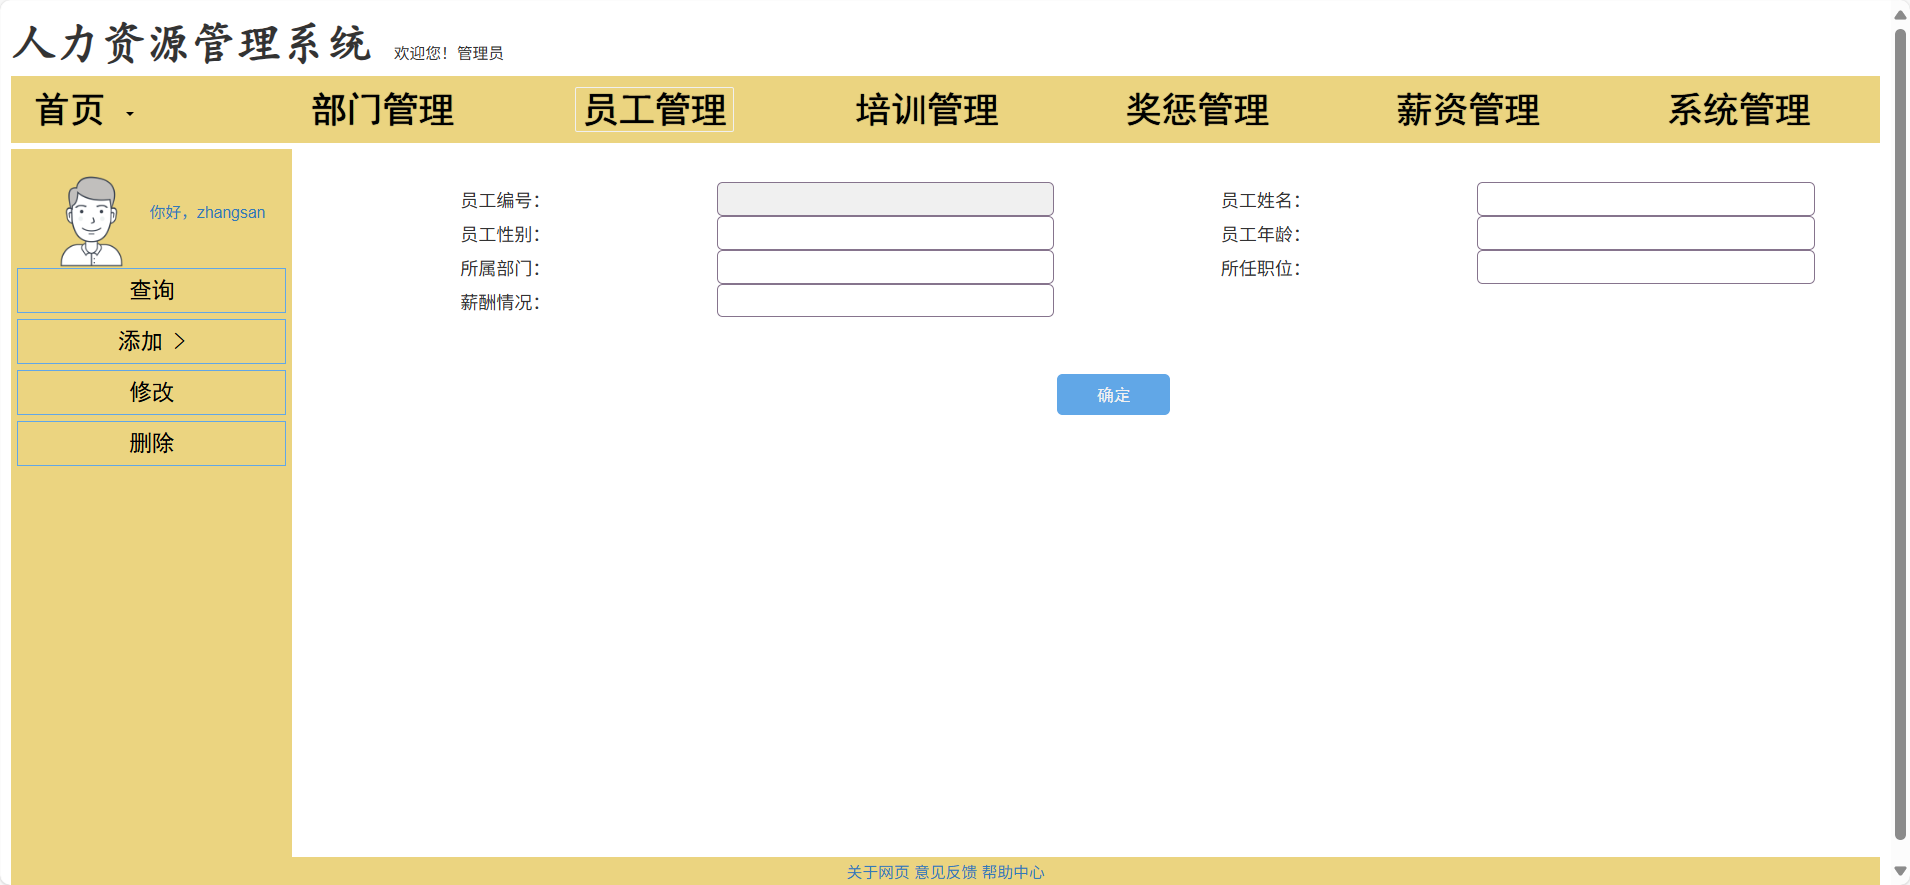 人力资源管理系统 欢迎您！管理员
首页 部门管理 员工管理 培训管理 奖惩管理 薪资管理 系统管理
你好，zhangsan
查询
添加 >
修改
删除
员工编号： 员工姓名：
员工性别： 员工年龄：
所属部门： 所任职位：
薪酬情况：
确定
关于网页 意见反馈 帮助中心